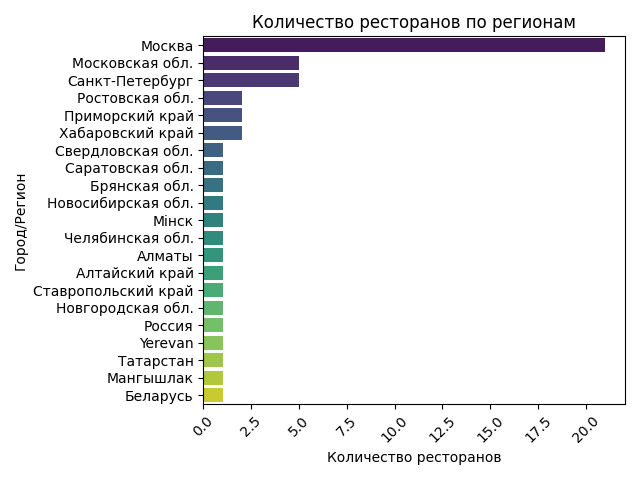 Количество ресторанов по регионам
Москва
Московская обл.
Санкт-Петербург
Ростовская обл.
Приморский край
Хабаровский край
Свердловская обл.
Саратовская обл.
Брянская обл.
Новосибирская обл.
Мінск
Челябинская обл.
Алматы
Алтайский край
Ставропольский край
Новгородская обл.
Россия
Yerevan
Татарстан
Мангышлак
Беларусь
Город/Регион
0.0 2.5 5.0 7.5 10.0 12.5 15.0 17.5 20.0
Количество ресторанов